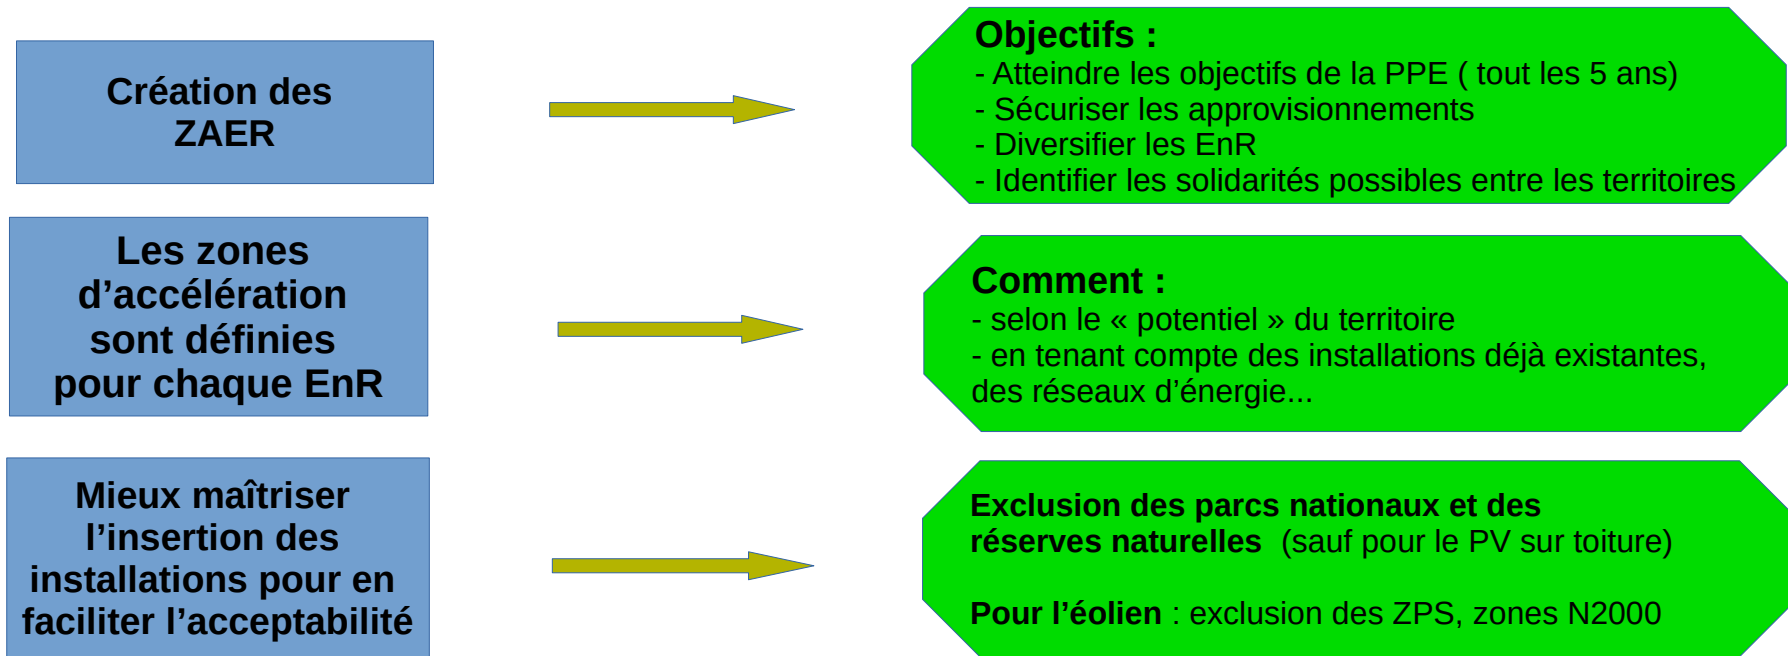 Création des
ZAER
Objectifs :
- Atteindre les objectifs de la PPE ( tout les 5 ans)
- Sécuriser les approvisionnements
- Diversifier les EnR
- Identifier les solidarités possibles entre les territoires
Les zones
d’accélération
sont définies
pour chaque EnR
Comment :
- selon le « potentiel » du territoire
- en tenant compte des installations déjà existantes,
des réseaux d’énergie...
Mieux maîtriser
l’insertion des
installations pour en
faciliter l’acceptabilité
Exclusion des parcs nationaux et des
réserves naturelles (sauf pour le PV sur toiture)
Pour l’éolien : exclusion des ZPS, zones N2000